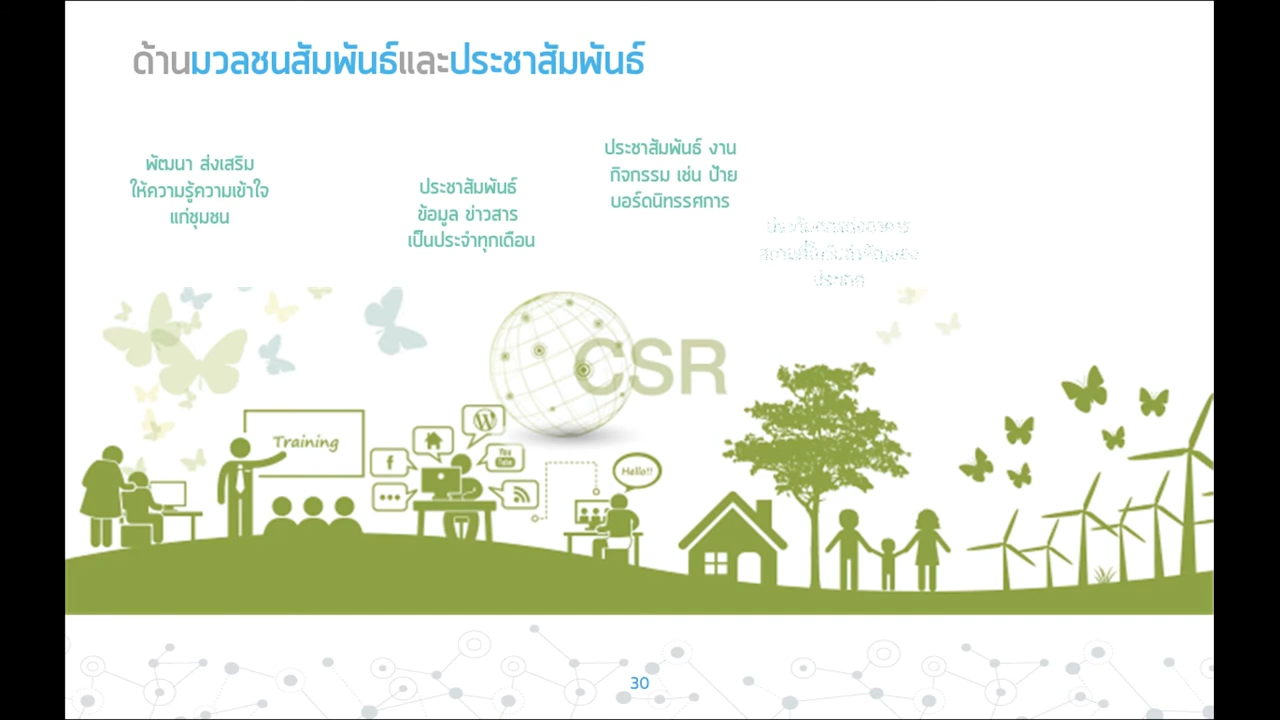 ด้านมวลชนสัมพันธ์และประชาสัมพันธ์
พัฒนา ส่งเสริม
ให้ความรู้ความเข้าใจ
แก่ชุมชน
ประชาสัมพันธ์
ข้อมูล ข่าวสาร
เป็นประจำทุกเดือน
ประชาสัมพันธ์ งาน
กิจกรรม เช่น ป้าย
บอร์ดนิทรรศการ
CSR
Training
Hello!!
You
Tube
f
W
30